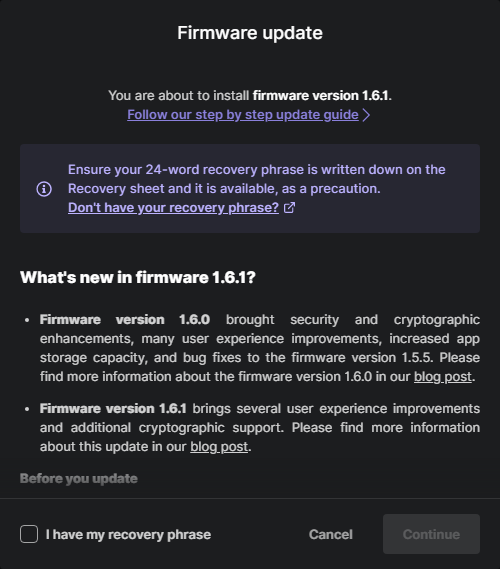 Firmware update
You are about to install firmware version 1.6.1.
Follow our step by step update guide
Ensure your 24-word recovery phrase is written down on the
Recovery sheet and it is available, as a precaution.
Don't have your recovery phrase?
What's new in firmware 1.6.1?
• Firmware version 1.6.0 brought security and cryptographic
enhancements, many user experience improvements, increased app
storage capacity, and bug fixes to the firmware version 1.5.5. Please
find more information about the firmware version 1.6.0 in our blog post.
• Firmware version 1.6.1 brings several user experience improvements
and additional cryptographic support. Please find more information
about this update in our blog post.
Before you update
I have my recovery phrase
Cancel
Continue